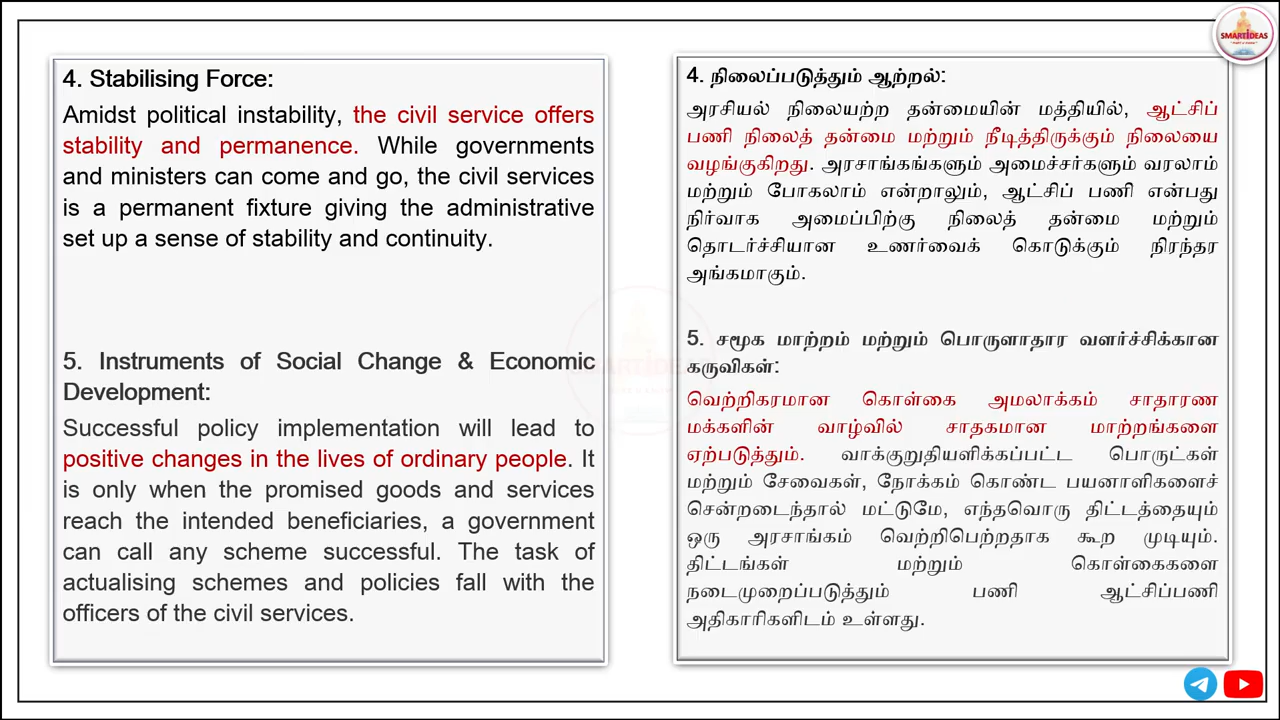 SMARTIDEAS
4. Stabilising Force:
Amidst political instability, the civil service offers
stability and permanence. While governments
and ministers can come and go, the civil services
is a permanent fixture giving the administrative
set up a sense of stability and continuity.
5. Instruments of Social Change & Economic
Development:
Successful policy implementation will lead to
positive changes in the lives of ordinary people. It
is only when the promised goods and services
reach the intended beneficiaries, a government
can call any scheme successful. The task of
actualising schemes and policies fall with the
officers of the civil services.
4. நிலைப்படுத்தும் ஆற்றல்:
அரசியல் நிலையற்ற தன்மையின் மத்தியில், ஆட்சிப்
பணி நிலைத் தன்மை மற்றும் நீடித்திருக்கும் நிலையை
வழங்குகிறது. அரசாங்கங்களும் அமைச்சர்களும் வரலாம்
மற்றும் போகலாம் என்றாலும், ஆட்சிப் பணி என்பது
நிர்வாக அமைப்பிற்கு நிலைத் தன்மை மற்றும்
தொடர்ச்சியான உணர்வைக் கொடுக்கும் நிரந்தர
அங்கமாகும்.
5. சமூக மாற்றம் மற்றும் பொருளாதார வளர்ச்சிக்கான
கருவிகள்:
வெற்றிகரமான கொள்கை அமலாக்கம் சாதாரண
மக்களின் வாழ்வில் சாதகமான மாற்றங்களை
ஏற்படுத்தும். வாக்குறுதியளிக்கப்பட்ட பொருட்கள்
மற்றும் சேவைகள், நோக்கம் கொண்ட பயனாளிகளைச்
சென்றடைந்தால் மட்டுமே, எந்தவொரு திட்டத்தையும்
ஒரு அரசாங்கம் வெற்றிபெற்றதாக கூற முடியும்.
திட்டங்கள் மற்றும் கொள்கைகளை
நடைமுறைப்படுத்தும் பணி ஆட்சிப்பணி
அதிகாரிகளிடம் உள்ளது.